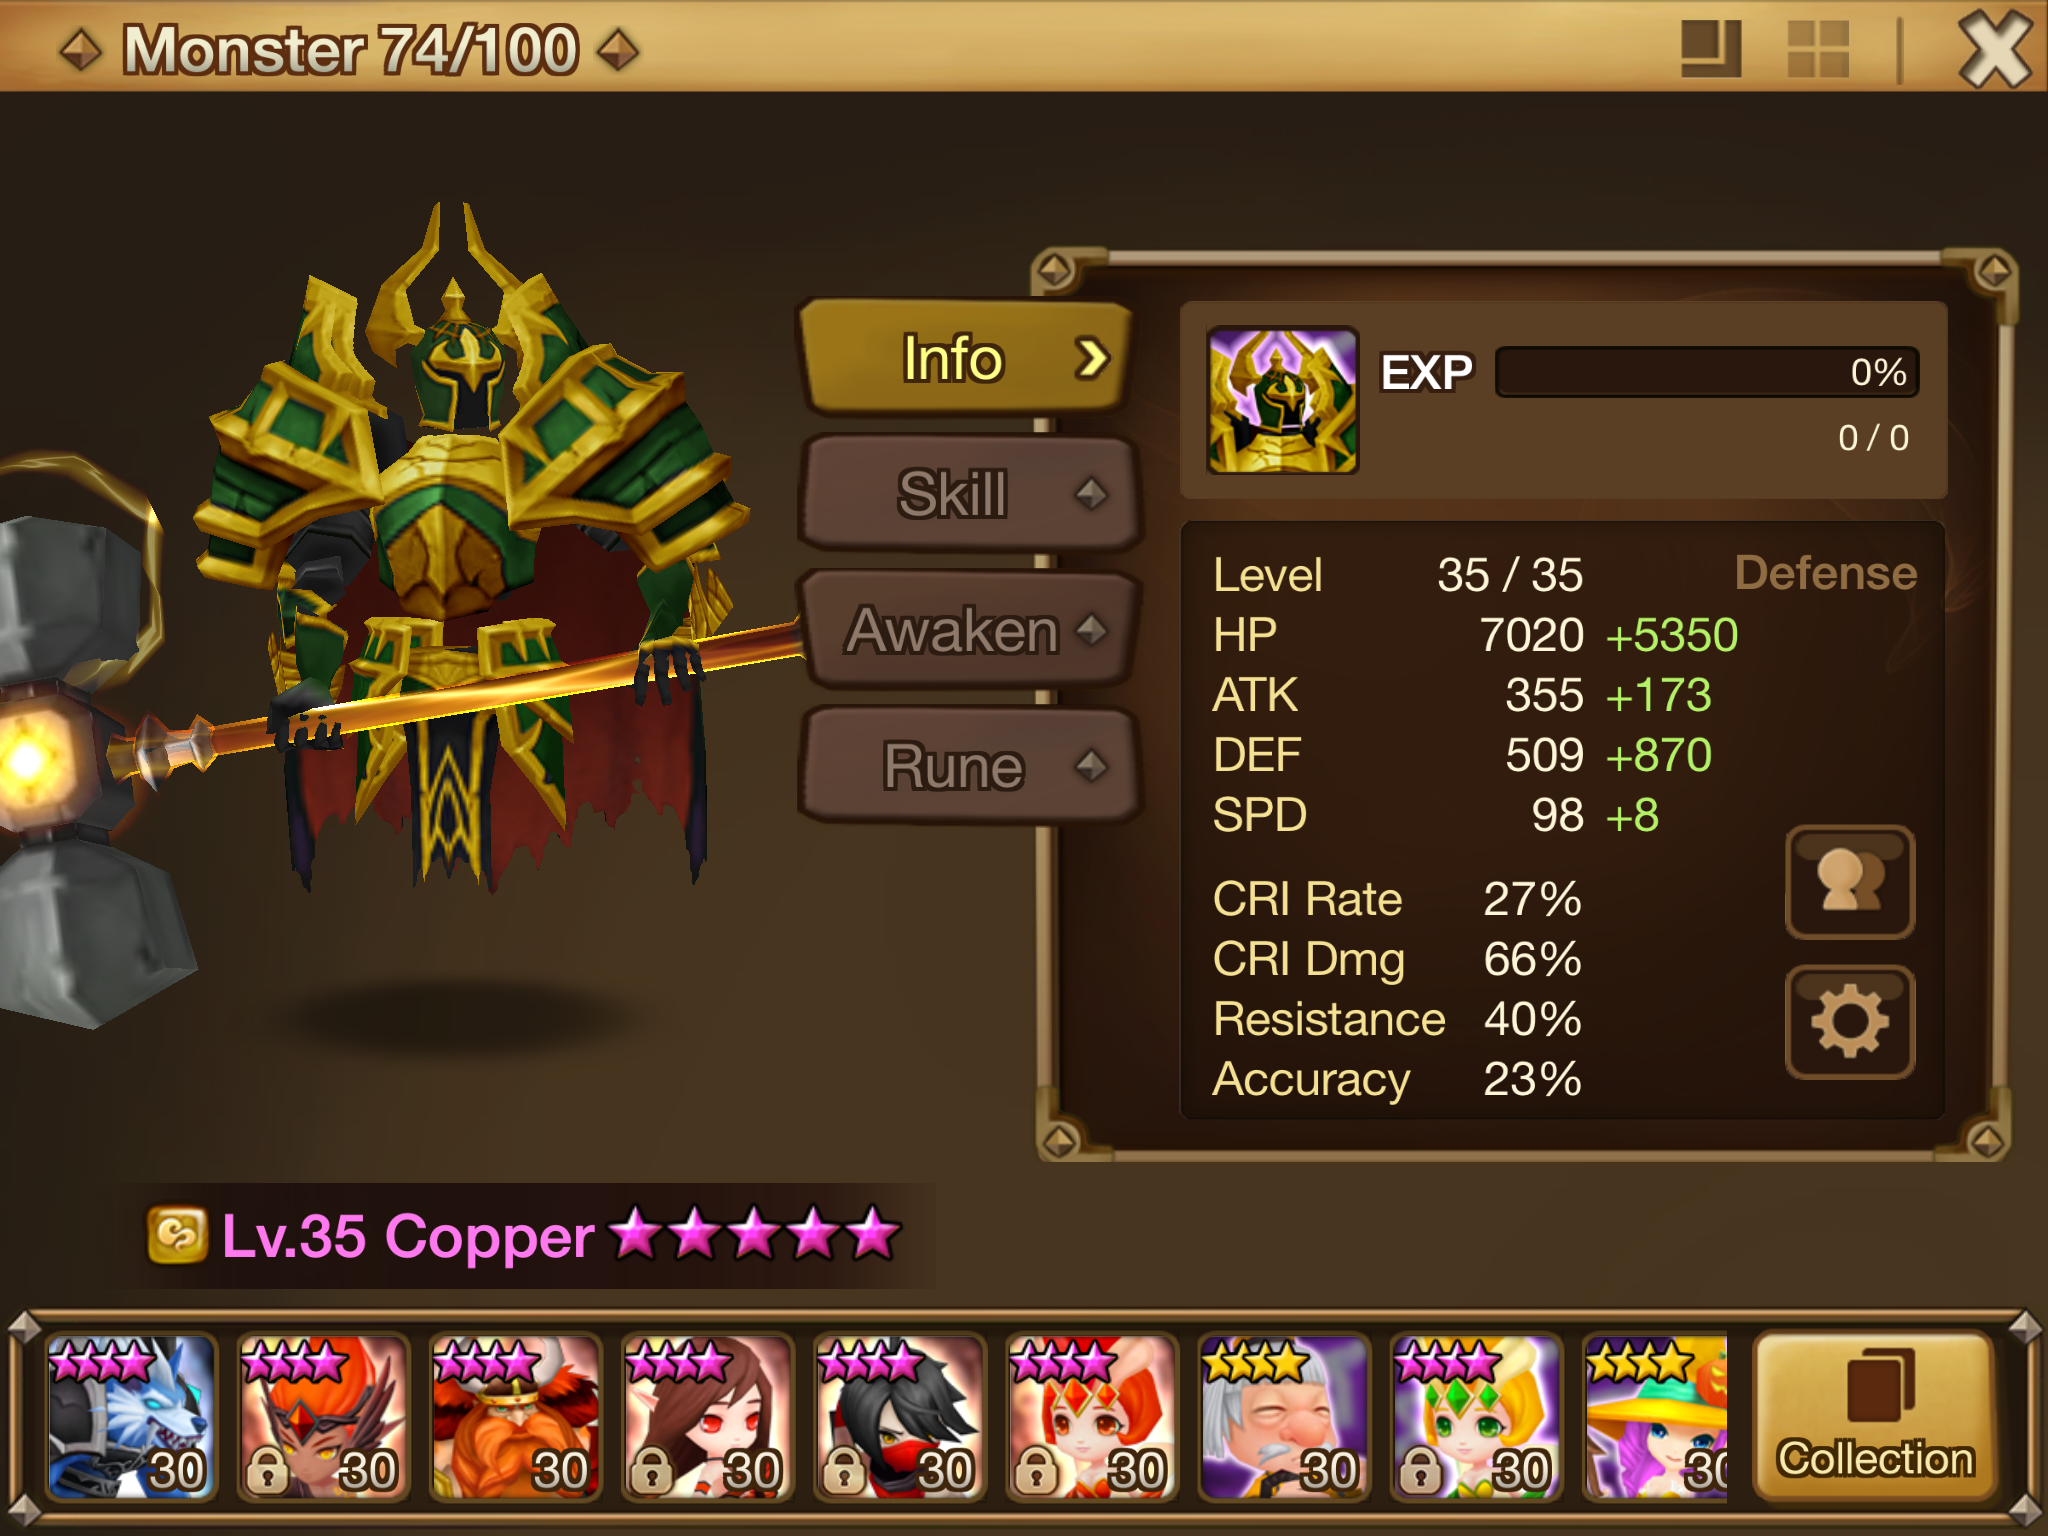 Monster 74/100
Info
Skill
Awaken
Rune
EXP 0%
0 / 0
Level 35 / 35 Defense
HP 7020 +5350
ATK 355 +173
DEF 509 +870
SPD 98 +8
CRI Rate 27%
CRI Dmg 66%
Resistance 40%
Accuracy 23%
Lv.35 Copper
30 30 30 30 30 30 30 30 30
Collection